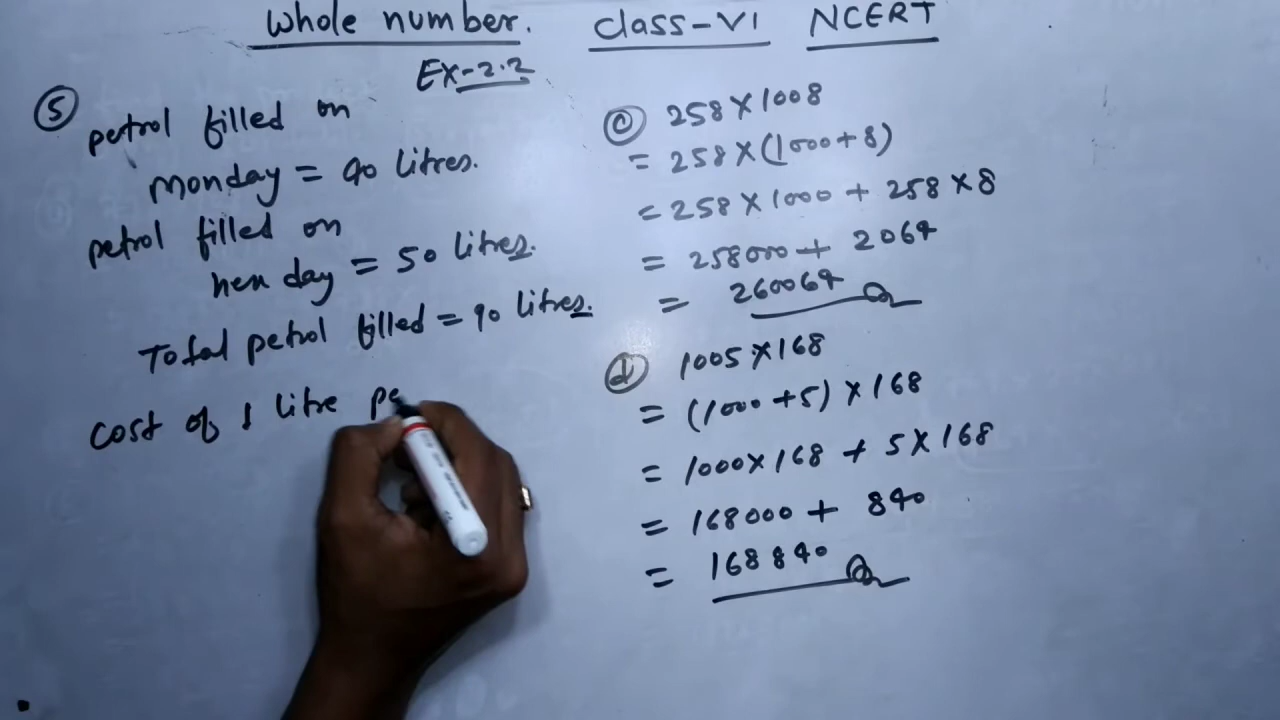 Whole number. Class-VI NCERT
Ex-2.2
5 petrol filled on
monday = 40 litres.
petrol filled on
nex day = 50 litres.
Total petrol filled = 90 litres.
cost of 1 litre pe
c 258×1008
= 258×(1000+8)
= 258×1000 + 258×8
= 258000 + 2064
= 260064
d 1005×168
= (1000+5)×168
= 1000×168 + 5×168
= 168000 + 840
= 168840